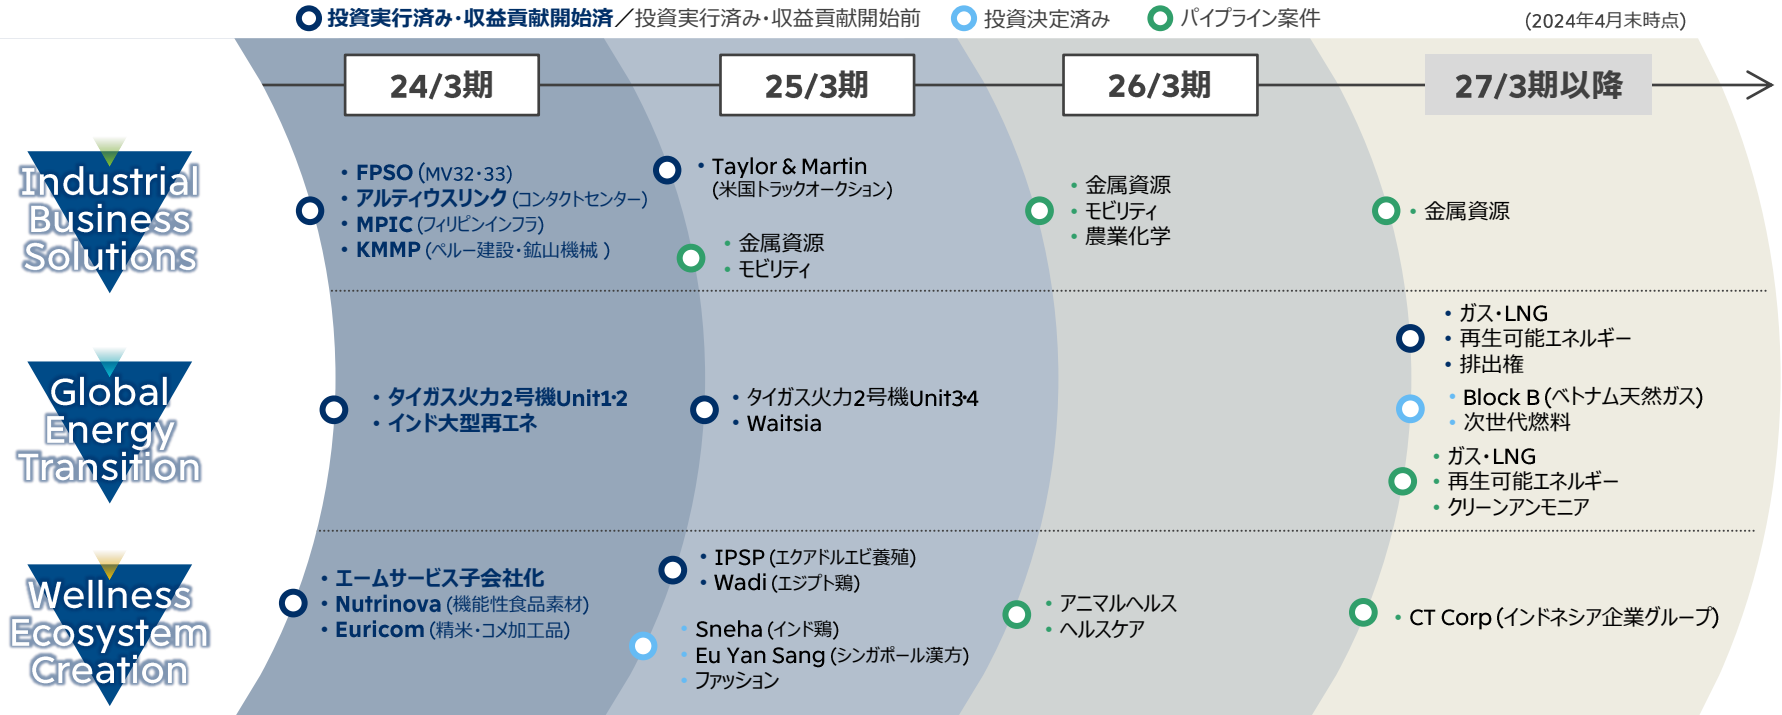 投資実行済み・収益貢献開始済／投資実行済み・収益貢献開始前　投資決定済み　パイプライン案件　(2024年4月末時点)
24/3期　25/3期　26/3期　27/3期以降
Industrial
Business
Solutions
・FPSO (MV32・33)
・アルティウスリンク (コンタクトセンター)
・MPIC (フィリピンインフラ)
・KMMP (ペルー建設・鉱山機械 )
・Taylor & Martin
(米国トラックオークション)
・金属資源
・モビリティ
・金属資源
・モビリティ
・農業化学
・金属資源
Global
Energy
Transition
・タイガス火力2号機Unit1・2
・インド大型再エネ
・タイガス火力2号機Unit3・4
・Waitsia
・ガス・LNG
・再生可能エネルギー
・排出権
・Block B (ベトナム天然ガス)
・次世代燃料
・ガス・LNG
・再生可能エネルギー
・クリーンアンモニア
Wellness
Ecosystem
Creation
・エームサービス子会社化
・Nutrinova (機能性食品素材)
・Euricom (精米・コメ加工品)
・IPSP (エクアドルエビ養殖)
・Wadi (エジプト鶏)
・Sneha (インド鶏)
・Eu Yan Sang (シンガポール漢方)
・ファッション
・アニマルヘルス
・ヘルスケア
・CT Corp (インドネシア企業グループ)